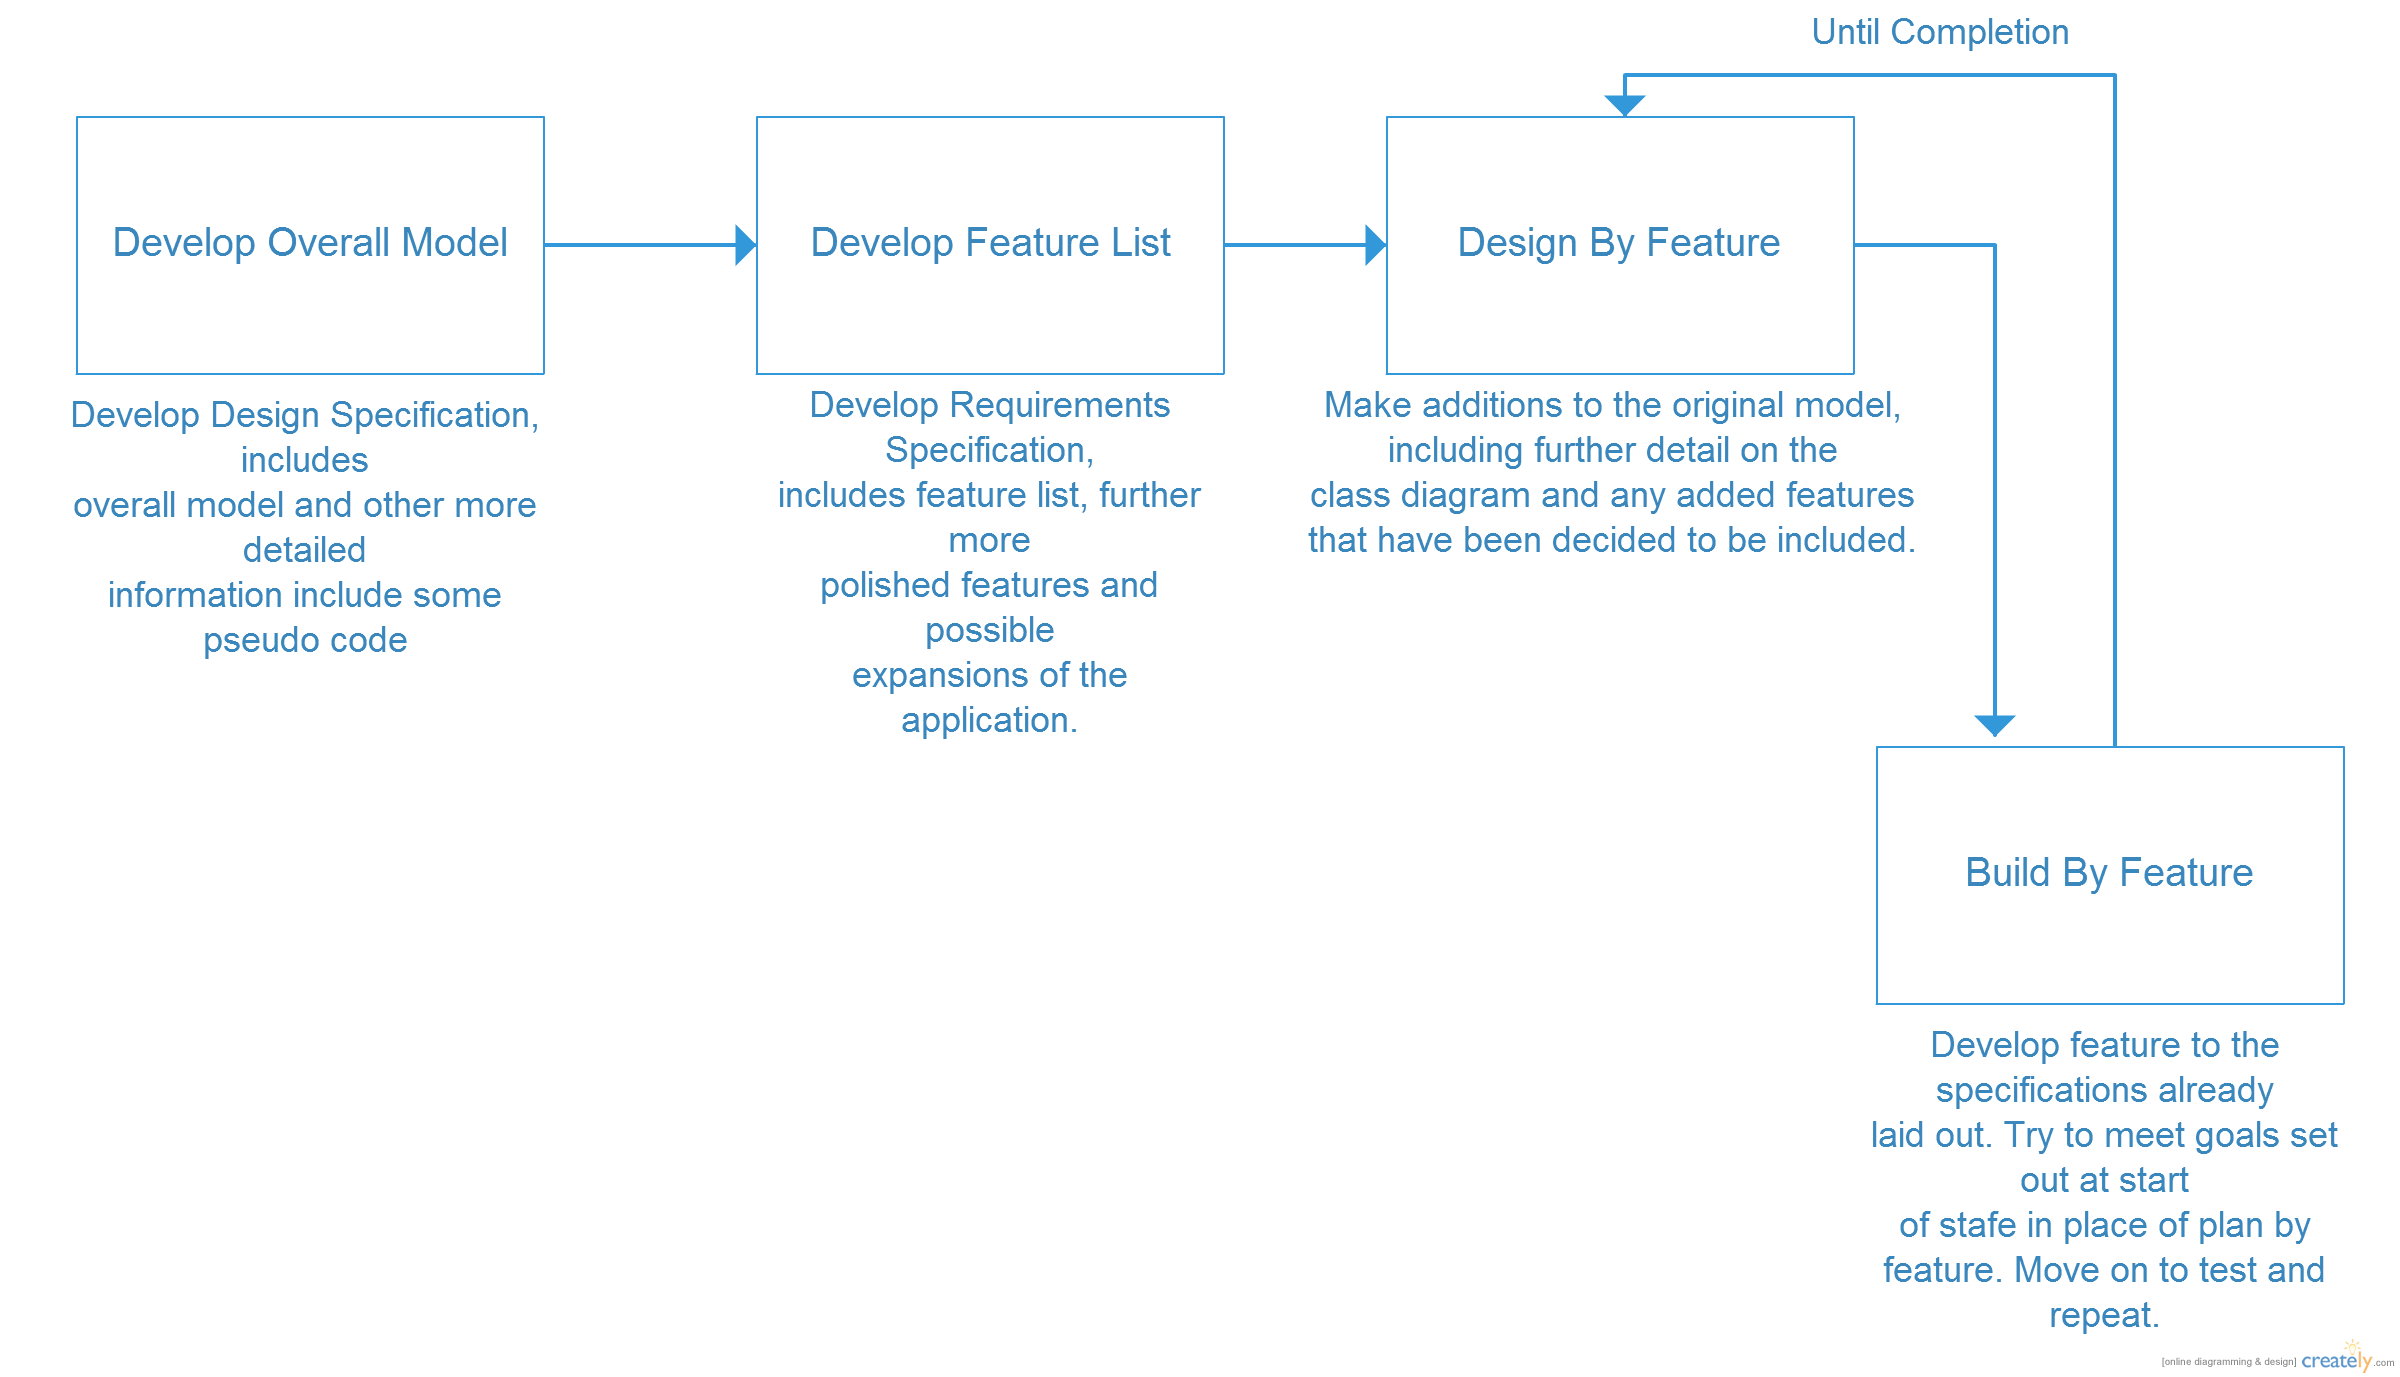 Until Completion
Develop Overall Model
Develop Feature List
Design By Feature
Develop Design Specification,
includes
overall model and other more
detailed
information include some
pseudo code
Develop Requirements
Specification,
includes feature list, further
more
polished features and
possible
expansions of the
application.
Make additions to the original model,
including further detail on the
class diagram and any added features
that have been decided to be included.
Build By Feature
Develop feature to the
specifications already
laid out. Try to meet goals set
out at start
of stafe in place of plan by
feature. Move on to test and
repeat.
[online diagramming & design] creately.com